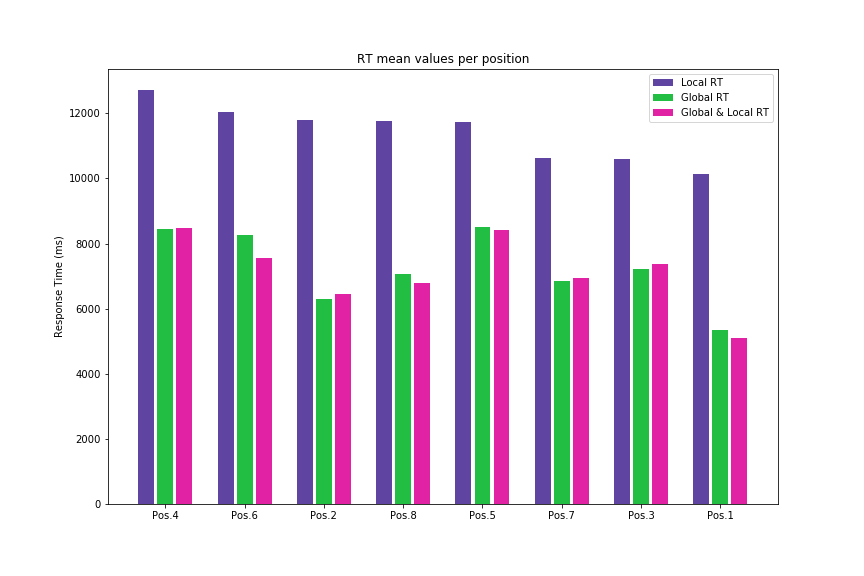 RT mean values per position
Local RT
Global RT
Global & Local RT
Response Time (ms)
12000
10000
8000
6000
4000
2000
0
Pos.4 Pos.6 Pos.2 Pos.8 Pos.5 Pos.7 Pos.3 Pos.1